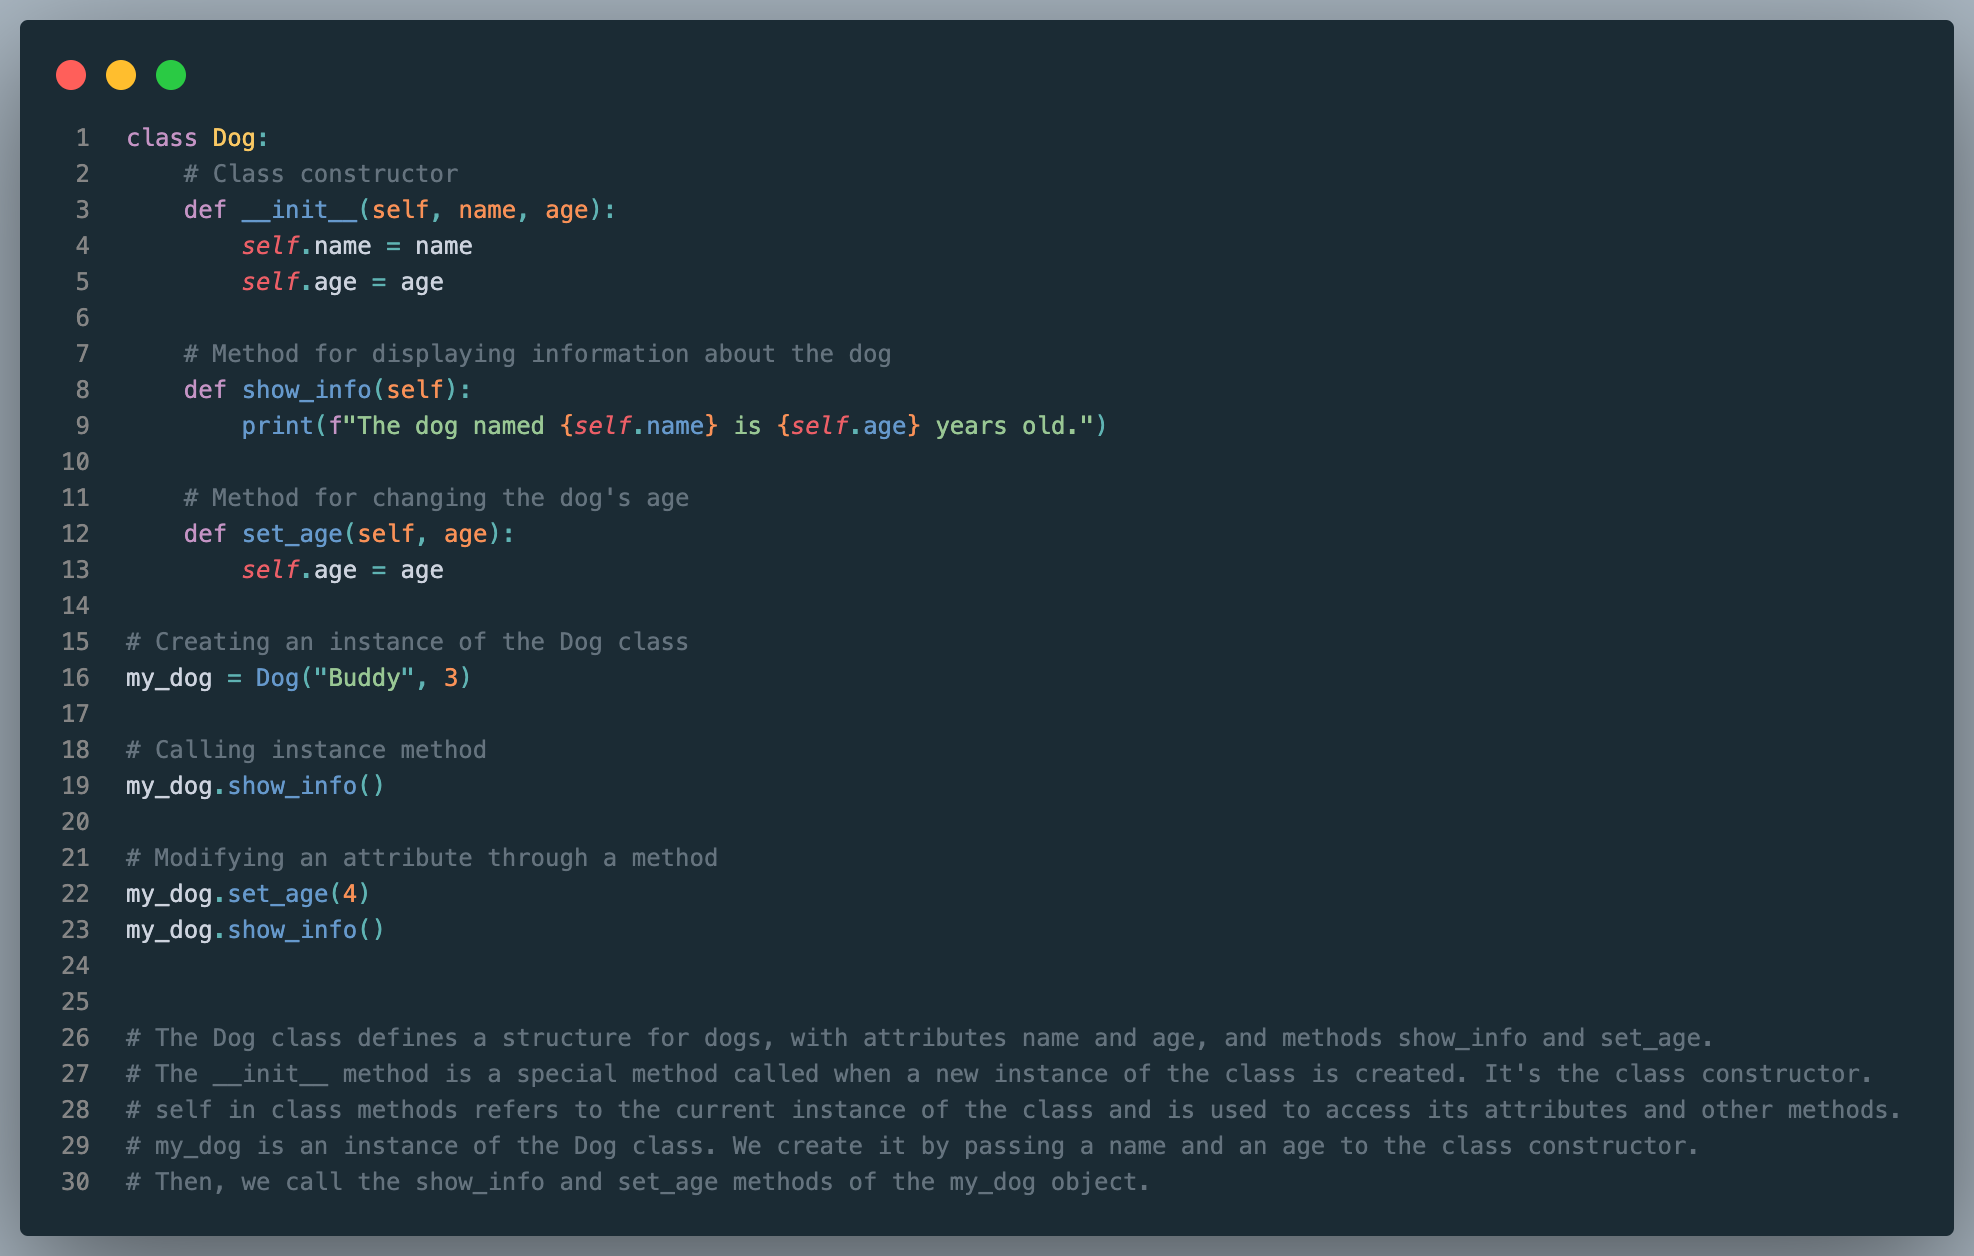 1 class Dog:
2     # Class constructor
3     def __init__(self, name, age):
4         self.name = name
5         self.age = age
6
7     # Method for displaying information about the dog
8     def show_info(self):
9         print(f"The dog named {self.name} is {self.age} years old.")
10
11     # Method for changing the dog's age
12     def set_age(self, age):
13         self.age = age
14
15 # Creating an instance of the Dog class
16 my_dog = Dog("Buddy", 3)
17
18 # Calling instance method
19 my_dog.show_info()
20
21 # Modifying an attribute through a method
22 my_dog.set_age(4)
23 my_dog.show_info()
24
25
26 # The Dog class defines a structure for dogs, with attributes name and age, and methods show_info and set_age.
27 # The __init__ method is a special method called when a new instance of the class is created. It's the class constructor.
28 # self in class methods refers to the current instance of the class and is used to access its attributes and other methods.
29 # my_dog is an instance of the Dog class. We create it by passing a name and an age to the class constructor.
30 # Then, we call the show_info and set_age methods of the my_dog object.